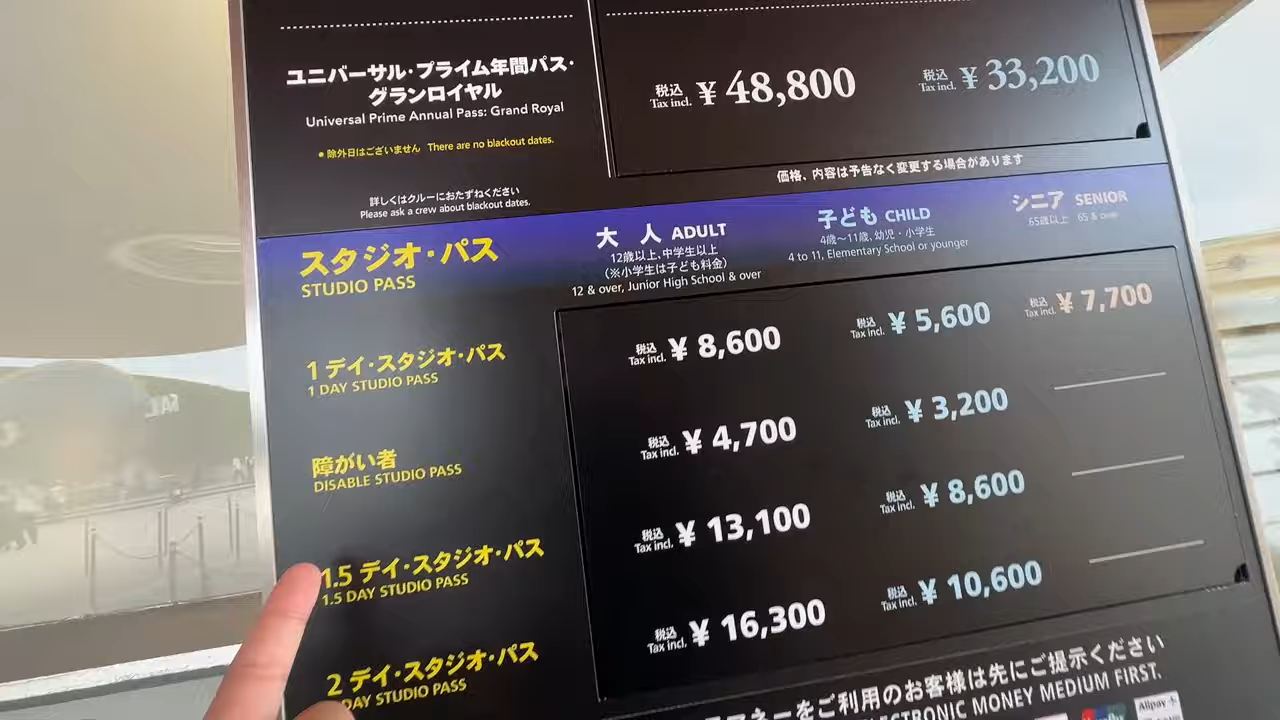 ユニバーサル・プライム年間パス・
グランロイヤル
Universal Prime Annual Pass: Grand Royal
● 除外日はございません There are no blackout dates.
税込
Tax incl. ¥ 48,800
税込
Tax incl. ¥ 33,200
詳しくはクルーにおたずねください
Please ask a crew about blackout dates.
価格、内容は予告なく変更する場合があります
スタジオ・パス
STUDIO PASS
大 人 ADULT
12歳以上、中学生以上
(※小学生は子ども料金)
12 & over, Junior High School & over
子ども CHILD
4歳〜11歳、幼児・小学生
4 to 11, Elementary School or younger
シニア SENIOR
65歳以上 65 & over
1 デイ・スタジオ・パス
1 DAY STUDIO PASS
税込
Tax incl. ¥ 8,600
税込
Tax incl. ¥ 5,600
税込
Tax incl. ¥ 7,700
障がい者
DISABLE STUDIO PASS
税込
Tax incl. ¥ 4,700
税込
Tax incl. ¥ 3,200
1.5 デイ・スタジオ・パス
1.5 DAY STUDIO PASS
税込
Tax incl. ¥ 13,100
税込
Tax incl. ¥ 8,600
2 デイ・スタジオ・パス
DAY STUDIO PASS
税込
Tax incl. ¥ 16,300
税込
Tax incl. ¥ 10,600
マネーをご利用のお客様は先にご提示ください
ELECTRONIC MONEY MEDIUM FIRST.
Alipay